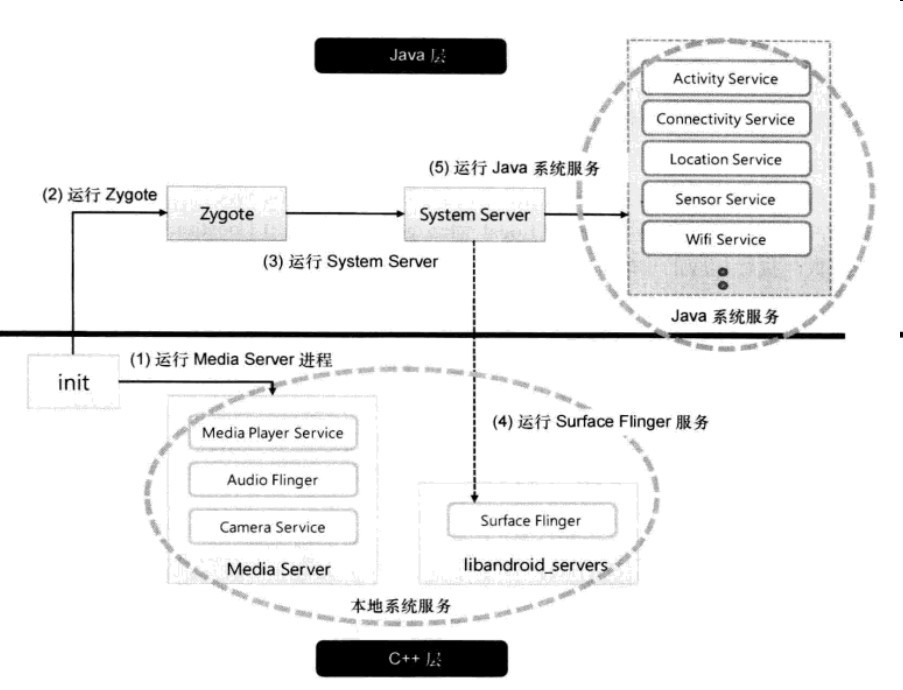 Java 层
Activity Service
Connectivity Service
Location Service
Sensor Service
Wifi Service
Java 系统服务
(5) 运行 Java 系统服务
(2) 运行 Zygote
Zygote
System Server
(3) 运行 System Server
(1) 运行 Media Server 进程
init
(4) 运行 Surface Flinger 服务
Media Player Service
Audio Flinger
Camera Service
Media Server
Surface Flinger
libandroid_servers
本地系统服务
C++ 层